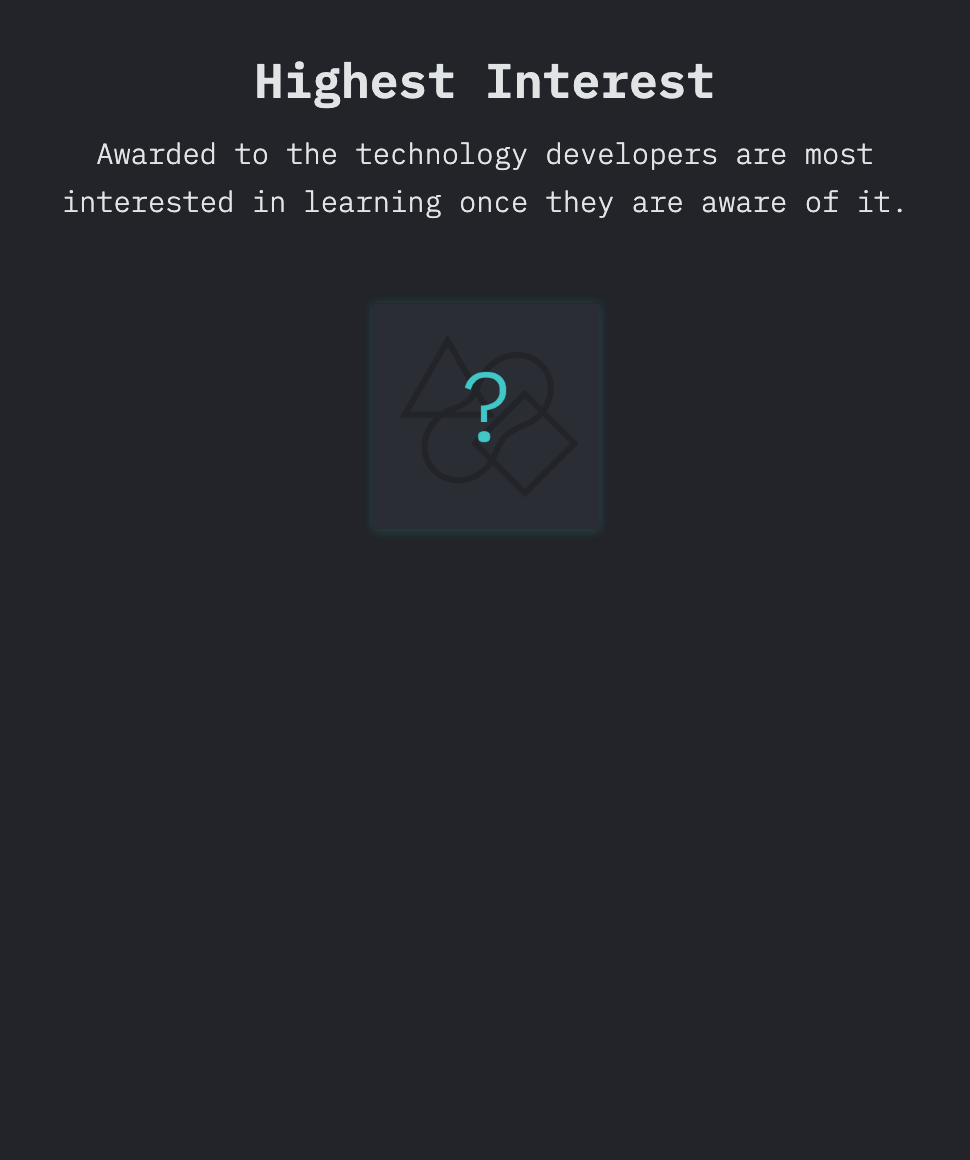 Highest Interest
Awarded to the technology developers are most
interested in learning once they are aware of it.
?